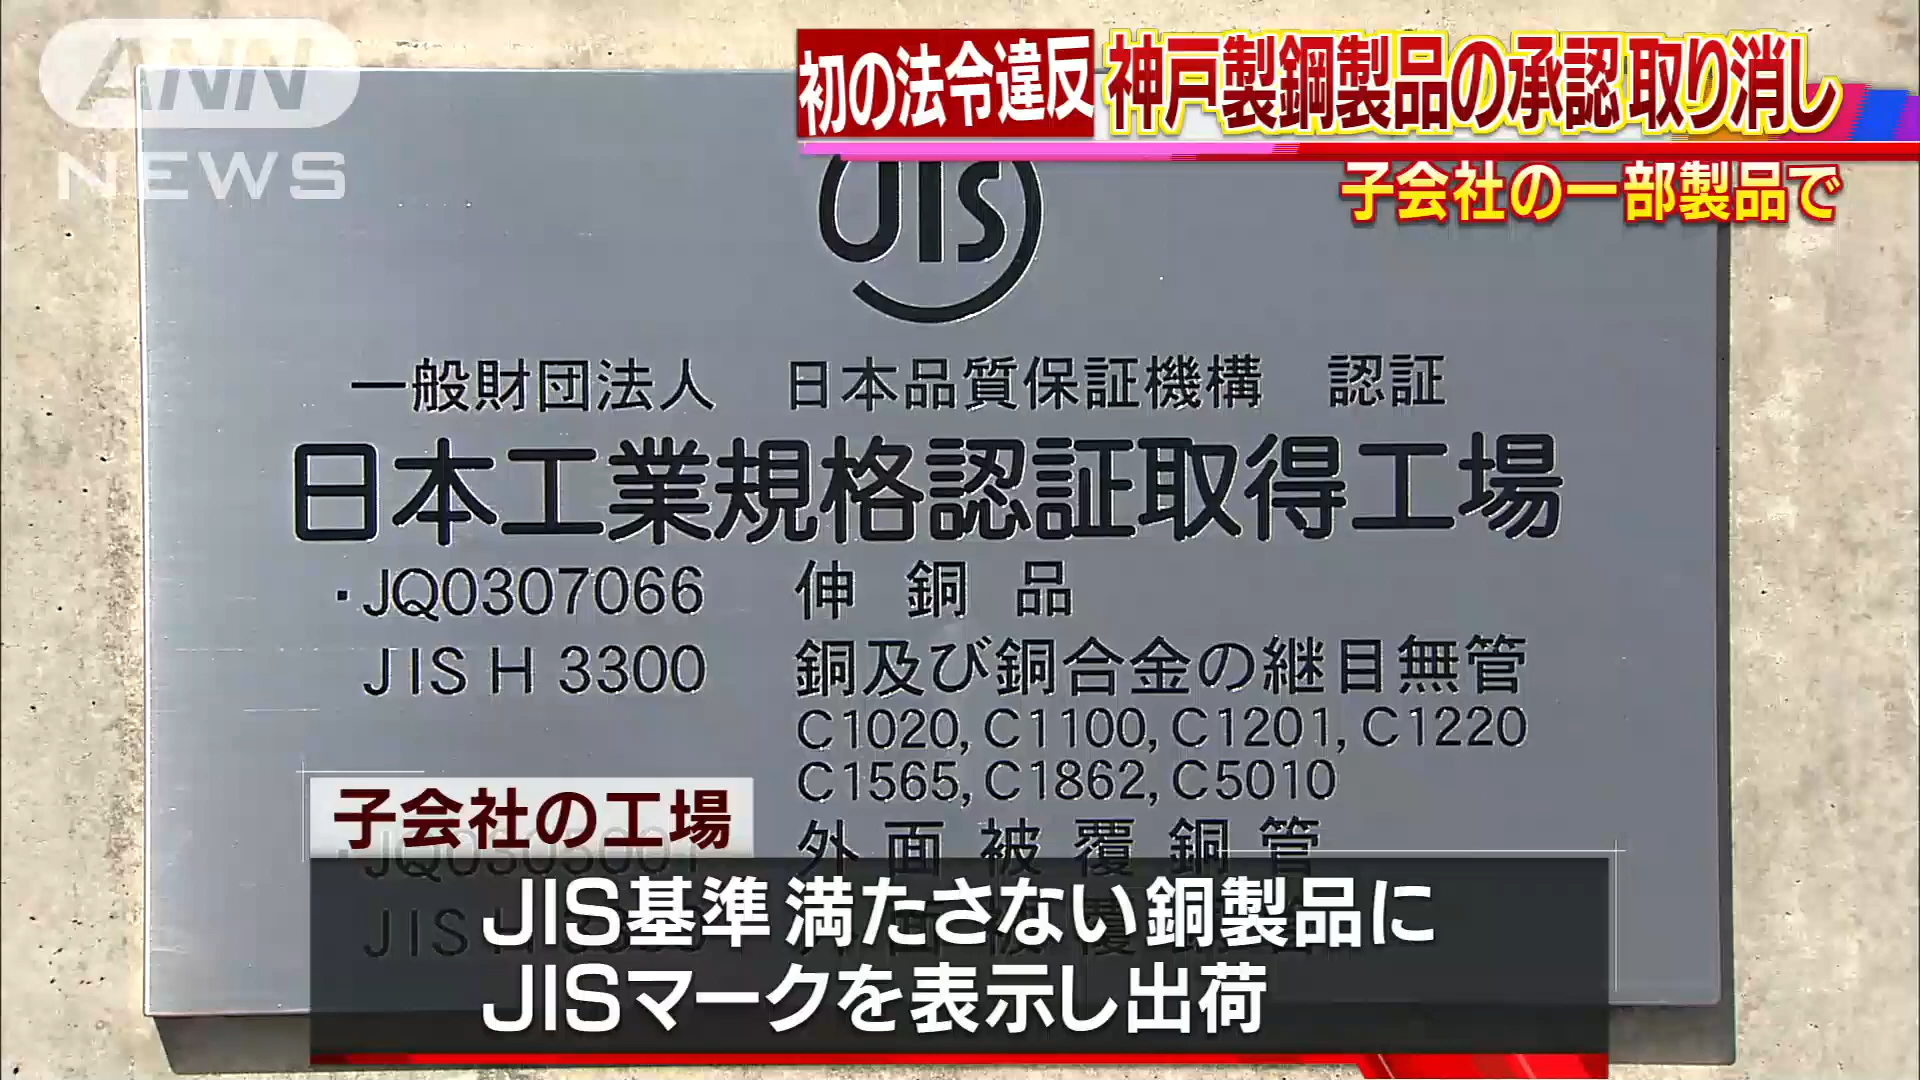 ANN
NEWS
初の法令違反 神戸製鋼製品の承認 取り消し
子会社の一部製品で
JIS
一般財団法人 日本品質保証機構 認証
日本工業規格認証取得工場
・JQ0307066 伸銅品
JIS H 3300 銅及び銅合金の継目無管
C1020, C1100, C1201, C1220
C1565, C1862, C5010
外面被覆銅管
子会社の工場
JIS基準 満たさない 銅製品に
JISマークを表示し出荷